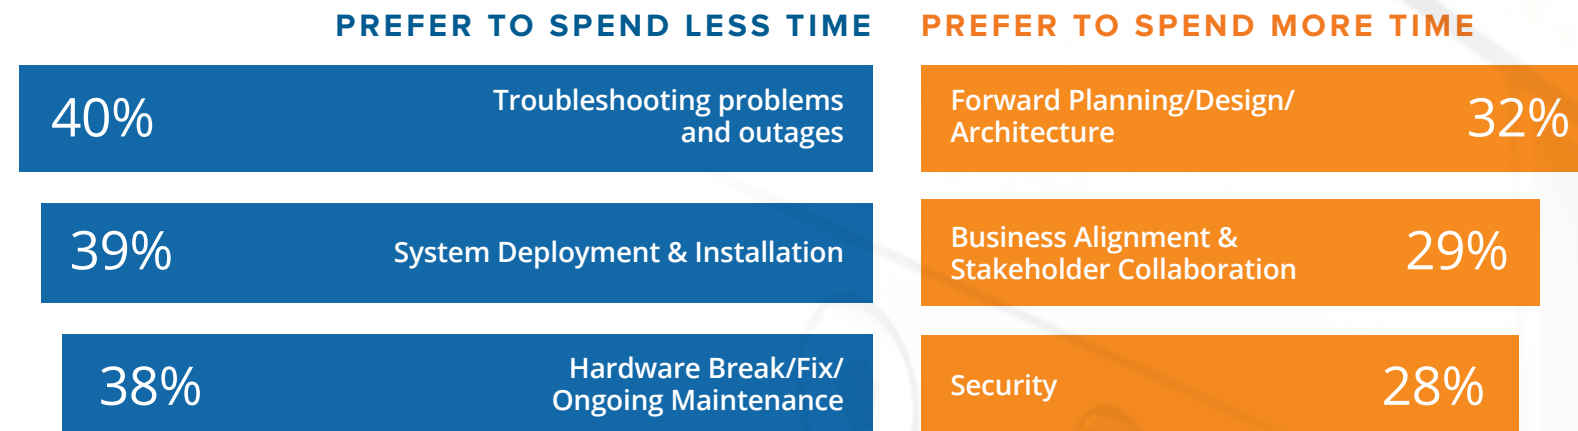 PREFER TO SPEND LESS TIME
40%
Troubleshooting problems
and outages
39%
System Deployment & Installation
38%
Hardware Break/Fix/
Ongoing Maintenance
PREFER TO SPEND MORE TIME
Forward Planning/Design/
Architecture
32%
Business Alignment &
Stakeholder Collaboration
29%
Security
28%